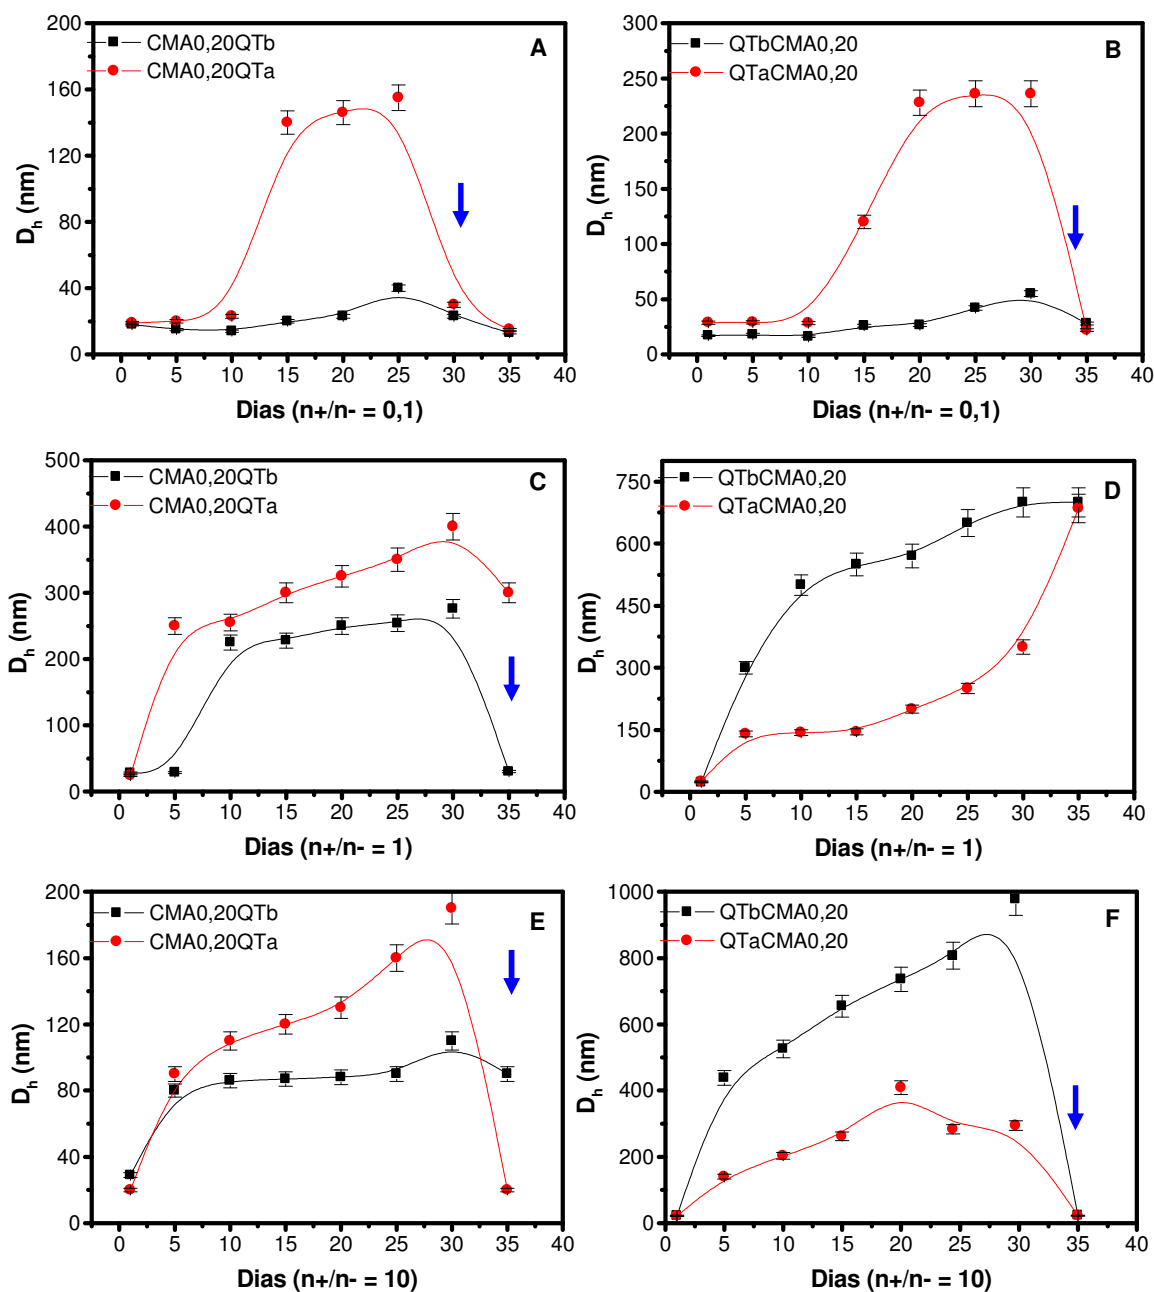 A
CMA0,20QTb
CMA0,20QTa
D_h (nm)
200
160
120
80
40
0
0 5 10 15 20 25 30 35 40
Dias (n+/n- = 0,1)
B
QTbCMA0,20
QTaCMA0,20
D_h (nm)
300
250
200
150
100
50
0
0 5 10 15 20 25 30 35 40
Dias (n+/n- = 0,1)
C
CMA0,20QTb
CMA0,20QTa
D_h (nm)
500
400
300
200
100
0
0 5 10 15 20 25 30 35 40
Dias (n+/n- = 1)
D
QTbCMA0,20
QTaCMA0,20
D_h (nm)
750
600
450
300
150
0
0 5 10 15 20 25 30 35 40
Dias (n+/n- = 1)
E
CMA0,20QTb
CMA0,20QTa
D_h (nm)
200
160
120
80
40
0
0 5 10 15 20 25 30 35 40
Dias (n+/n- = 10)
F
QTbCMA0,20
QTaCMA0,20
D_h (nm)
1000
800
600
400
200
0
0 5 10 15 20 25 30 35 40
Dias (n+/n- = 10)